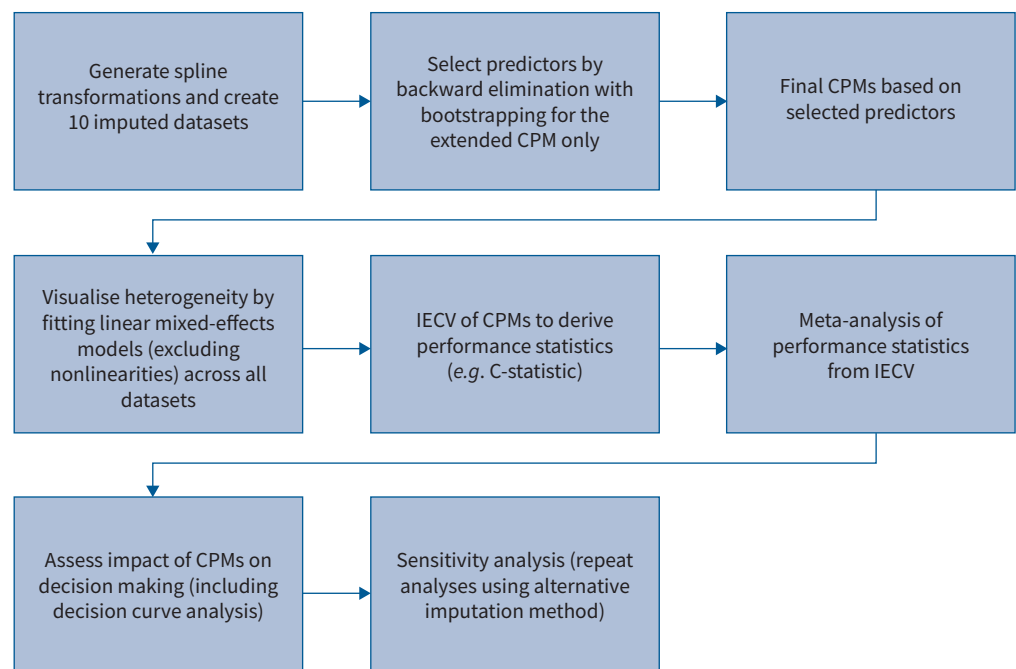 Generate spline
transformations and create
10 imputed datasets
Select predictors by
backward elimination with
bootstrapping for the
extended CPM only
Final CPMs based on
selected predictors
Visualise heterogeneity by
fitting linear mixed-effects
models (excluding
nonlinearities) across all
datasets
IECV of CPMs to derive
performance statistics
(e.g. C-statistic)
Meta-analysis of
performance statistics
from IECV
Assess impact of CPMs on
decision making (including
decision curve analysis)
Sensitivity analysis (repeat
analyses using alternative
imputation method)